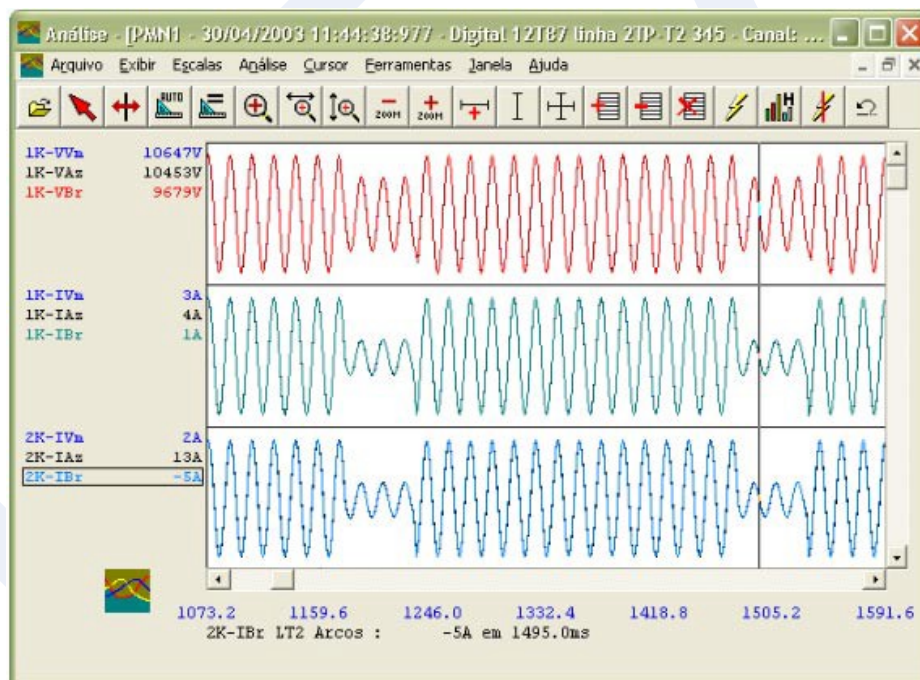 Análise - [PMN1 - 30/04/2003 11:44:38:977 - Digital 12T87 linha 2TP-T2 345 - Canal: ...
Arquivo Exibir Escalas Análise Cursor Ferramentas Janela Ajuda
AUTO
200M
200M
H
1K-VVm 10647V
1K-VAz 10453V
1K-VBr 9679V
1K-IVm 3A
1K-IAz 4A
1K-IBr 1A
2K-IVm 2A
2K-IAz 13A
2K-IBr -5A
1073.2 1159.6 1246.0 1332.4 1418.8 1505.2 1591.6
2K-IBr LT2 Arcos : -5A em 1495.0ms